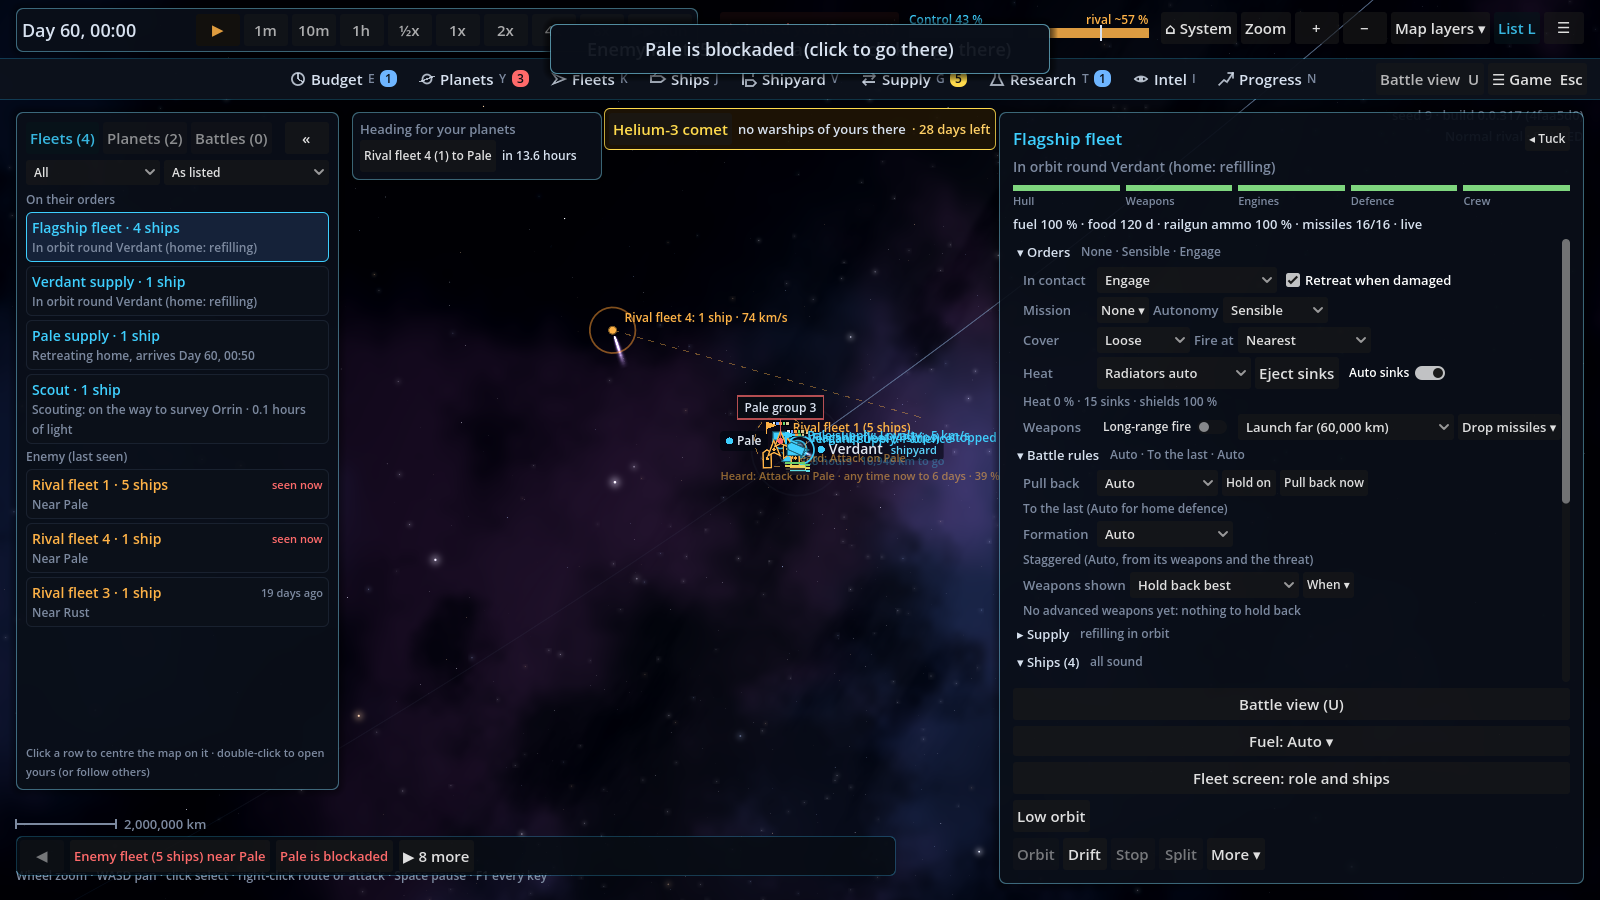 Day 60, 00:00
▶ 1m 10m 1h ½x 1x 2x
Control 43 % rival ~57 %
⌂ System Zoom + − Map layers ▾ List L ☰
Pale is blockaded (click to go there)
Budget E 1 Planets Y 3 Fleets K Ships J Shipyard V Supply G 5 Research T 1 Intel I Progress N
Battle view U ☰ Game Esc
Fleets (4) Planets (2) Battles (0) «
All As listed
On their orders
Flagship fleet · 4 ships
In orbit round Verdant (home: refilling)
Verdant supply · 1 ship
In orbit round Verdant (home: refilling)
Pale supply · 1 ship
Retreating home, arrives Day 60, 00:50
Scout · 1 ship
Scouting: on the way to survey Orrin · 0.1 hours
of light
Enemy (last seen)
Rival fleet 1 · 5 ships seen now
Near Pale
Rival fleet 4 · 1 ship seen now
Near Pale
Rival fleet 3 · 1 ship 19 days ago
Near Rust
Click a row to centre the map on it · double-click to open
yours (or follow others)
Heading for your planets
Rival fleet 4 (1) to Pale in 13.6 hours
Helium-3 comet no warships of yours there · 28 days left
Rival fleet 4: 1 ship · 74 km/s
Pale group 3
Rival fleet 1 (5 ships)
Pale
Verdant shipyard
Heard: Attack on Pale · any time now to 6 days · 39 %
2,000,000 km
◀ Enemy fleet (5 ships) near Pale Pale is blockaded ▶ 8 more
Wheel zoom · WASD pan · click select · right-click route or attack · Space pause · F1 every key
Flagship fleet ◂ Tuck
In orbit round Verdant (home: refilling)
Hull Weapons Engines Defence Crew
fuel 100 % · food 120 d · railgun ammo 100 % · missiles 16/16 · live
▾ Orders None · Sensible · Engage
In contact Engage Retreat when damaged
Mission None ▾ Autonomy Sensible
Cover Loose Fire at Nearest
Heat Radiators auto Eject sinks Auto sinks
Heat 0 % · 15 sinks · shields 100 %
Weapons Long-range fire Launch far (60,000 km) Drop missiles ▾
▾ Battle rules Auto · To the last · Auto
Pull back Auto Hold on Pull back now
To the last (Auto for home defence)
Formation Auto
Staggered (Auto, from its weapons and the threat)
Weapons shown Hold back best When ▾
No advanced weapons yet: nothing to hold back
▸ Supply refilling in orbit
▾ Ships (4) all sound
Battle view (U)
Fuel: Auto ▾
Fleet screen: role and ships
Low orbit
Orbit Drift Stop Split More ▾